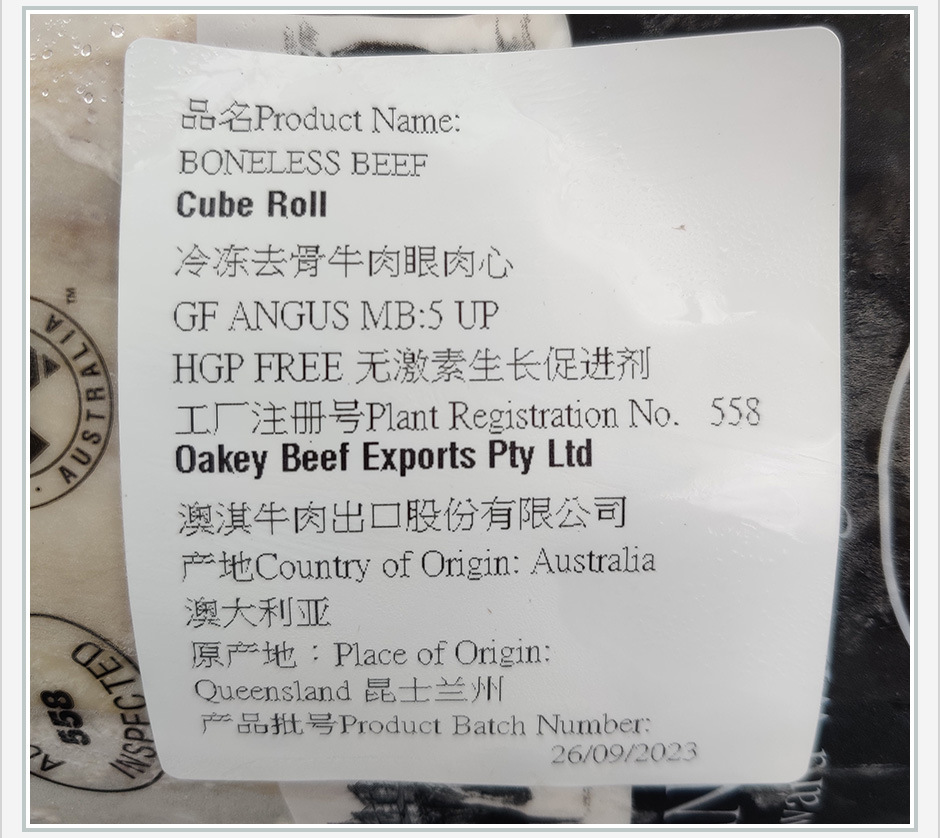 品名Product Name:
BONELESS BEEF
Cube Roll
冷冻去骨牛肉眼肉心
GF ANGUS MB:5 UP
HGP FREE 无激素生长促进剂
工厂注册号Plant Registration No. 558
Oakey Beef Exports Pty Ltd
澳淇牛肉出口股份有限公司
产地Country of Origin: Australia
澳大利亚
原产地：Place of Origin:
Queensland 昆士兰州
产品批号Product Batch Number:
26/09/2023
AUSTRALIA
TM
558
INSPECTED